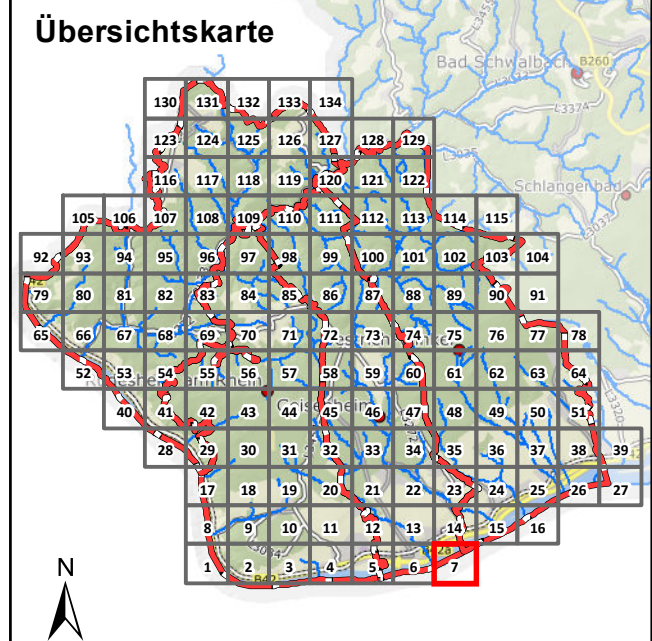 Übersichtskarte
Bad Schwalbach
B260
L3374
L3035
Schlangenbad
L3037
L3320
130 131 132 133 134
123 124 125 126 127 128 129
116 117 118 119 120 121 122
105 106 107 108 109 110 111 112 113 114 115
92 93 94 95 96 97 98 99 100 101 102 103 104
79 80 81 82 83 84 85 86 87 88 89 90 91
65 66 67 68 69 70 71 72 73 74 75 76 77 78
52 53 54 55 56 57 58 59 60 61 62 63 64
40 41 42 43 44 45 46 47 48 49 50 51
28 29 30 31 32 33 34 35 36 37 38 39
17 18 19 20 21 22 23 24 25 26 27
8 9 10 11 12 13 14 15 16
1 2 3 4 5 6 7
Geisenheim
L3034
B42
B42a
N